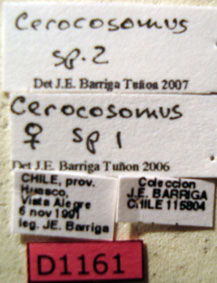 Cerocosomus
sp. 2
Det J.E. Barriga Tuñon 2007
Cerocosomus
♀ sp 1
Det J.E. Barriga Tuñon 2006
CHILE, prov.
Huasco,
Vista Alegre
6 nov 1991
leg. JE. Barriga
Coleccion
J.E. BARRIGA
CHILE 115804
D1161